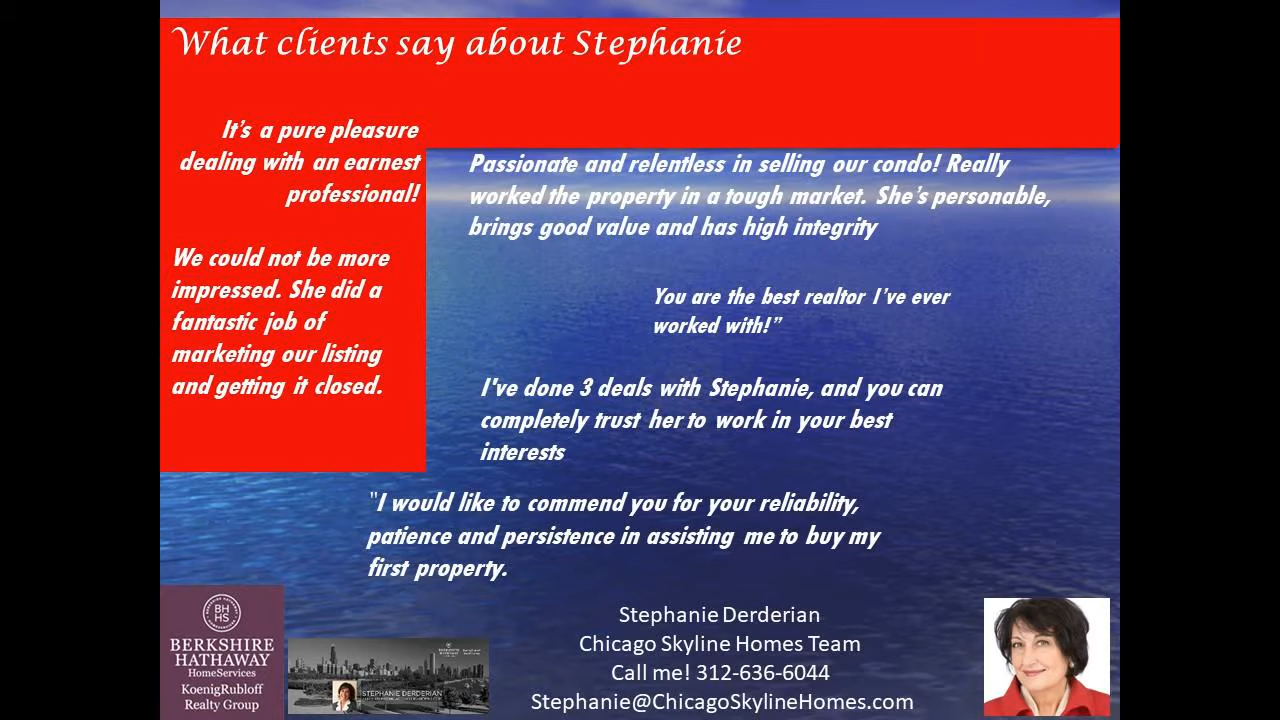 What clients say about Stephanie
It's a pure pleasure
dealing with an earnest
professional!
We could not be more
impressed. She did a
fantastic job of
marketing our listing
and getting it closed.
Passionate and relentless in selling our condo! Really
worked the property in a tough market. She's personable,
brings good value and has high integrity
You are the best realtor I've ever
worked with!”
I've done 3 deals with Stephanie, and you can
completely trust her to work in your best
interests
"I would like to commend you for your reliability,
patience and persistence in assisting me to buy my
first property.
BH
HS
BERKSHIRE
HATHAWAY
HomeServices
KoenigRubloff
Realty Group
STEPHANIE DERDERIAN
Stephanie Derderian
Chicago Skyline Homes Team
Call me! 312-636-6044
Stephanie@ChicagoSkylineHomes.com